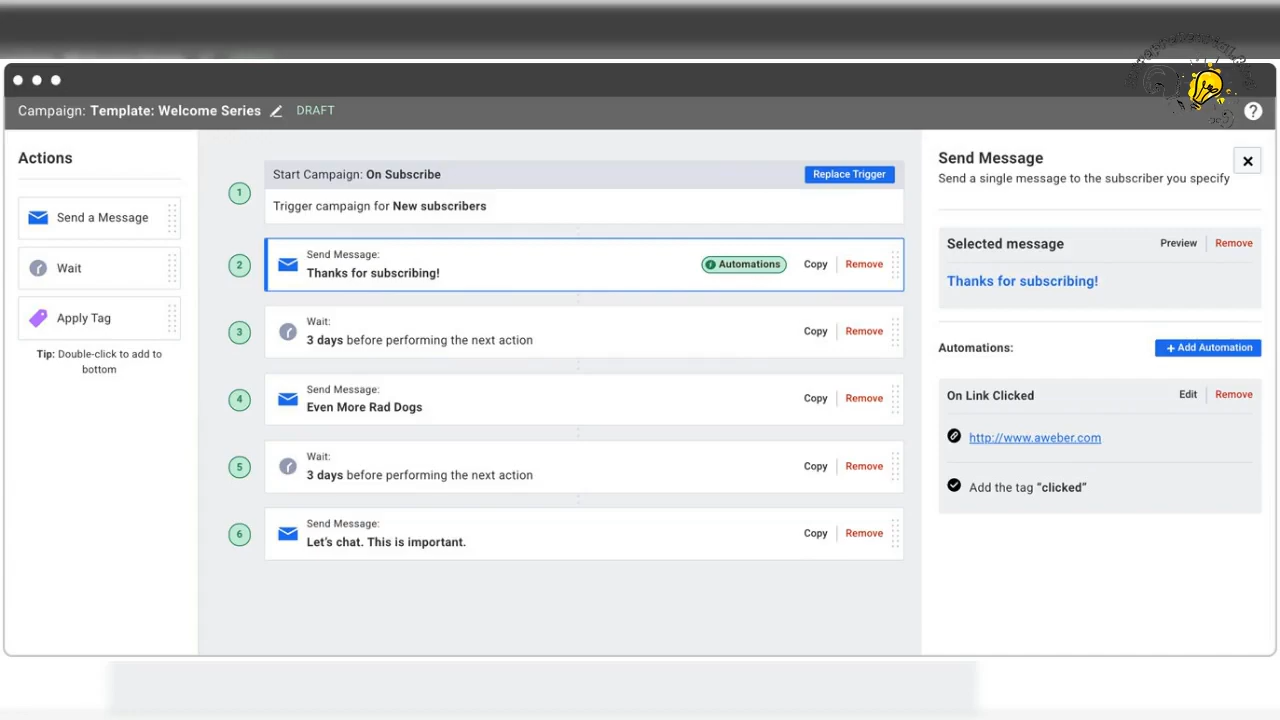 Campaign: Template: Welcome Series DRAFT
?
Actions
Send a Message
Wait
Apply Tag
Tip: Double-click to add to
bottom
1
Start Campaign: On Subscribe
Replace Trigger
Trigger campaign for New subscribers
2
Send Message:
Thanks for subscribing!
Automations
Copy
Remove
3
Wait:
3 days before performing the next action
Copy
Remove
4
Send Message:
Even More Rad Dogs
Copy
Remove
5
Wait:
3 days before performing the next action
Copy
Remove
6
Send Message:
Let's chat. This is important.
Copy
Remove
Send Message
Send a single message to the subscriber you specify
Selected message
Preview
Remove
Thanks for subscribing!
Automations:
+ Add Automation
On Link Clicked
Edit
Remove
http://www.aweber.com
Add the tag “clicked”